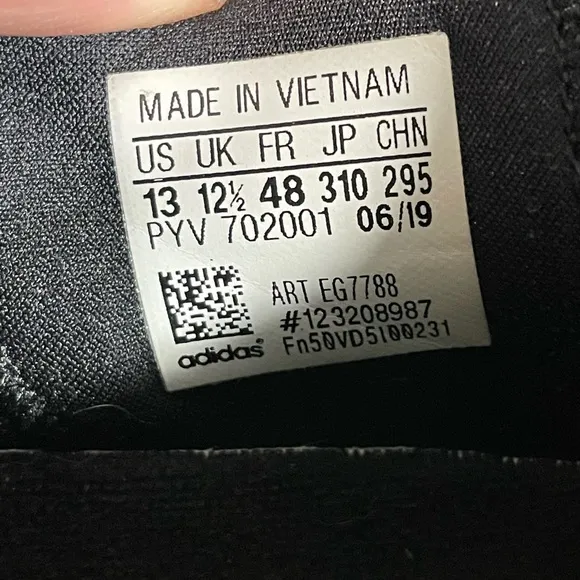 MADE IN VIETNAM
US UK FR JP CHN
13 12½ 48 310 295
PYV 702001 06/19
ART EG7788
#123208987
adidas® Fn50VD5l00231